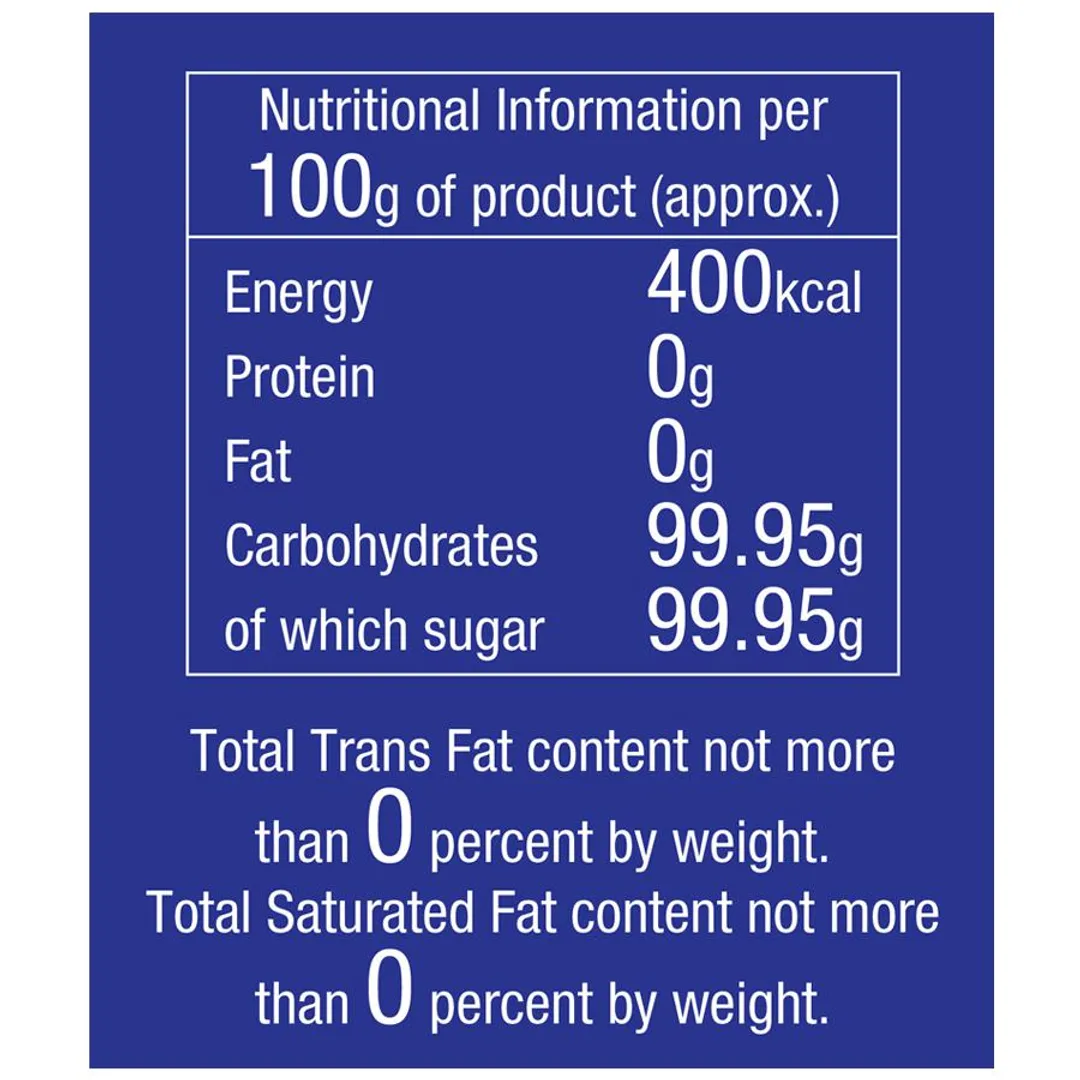 Nutritional Information per
100g of product (approx.)
Energy 400kcal
Protein 0g
Fat 0g
Carbohydrates 99.95g
of which sugar 99.95g
Total Trans Fat content not more
than 0 percent by weight.
Total Saturated Fat content not more
than 0 percent by weight.